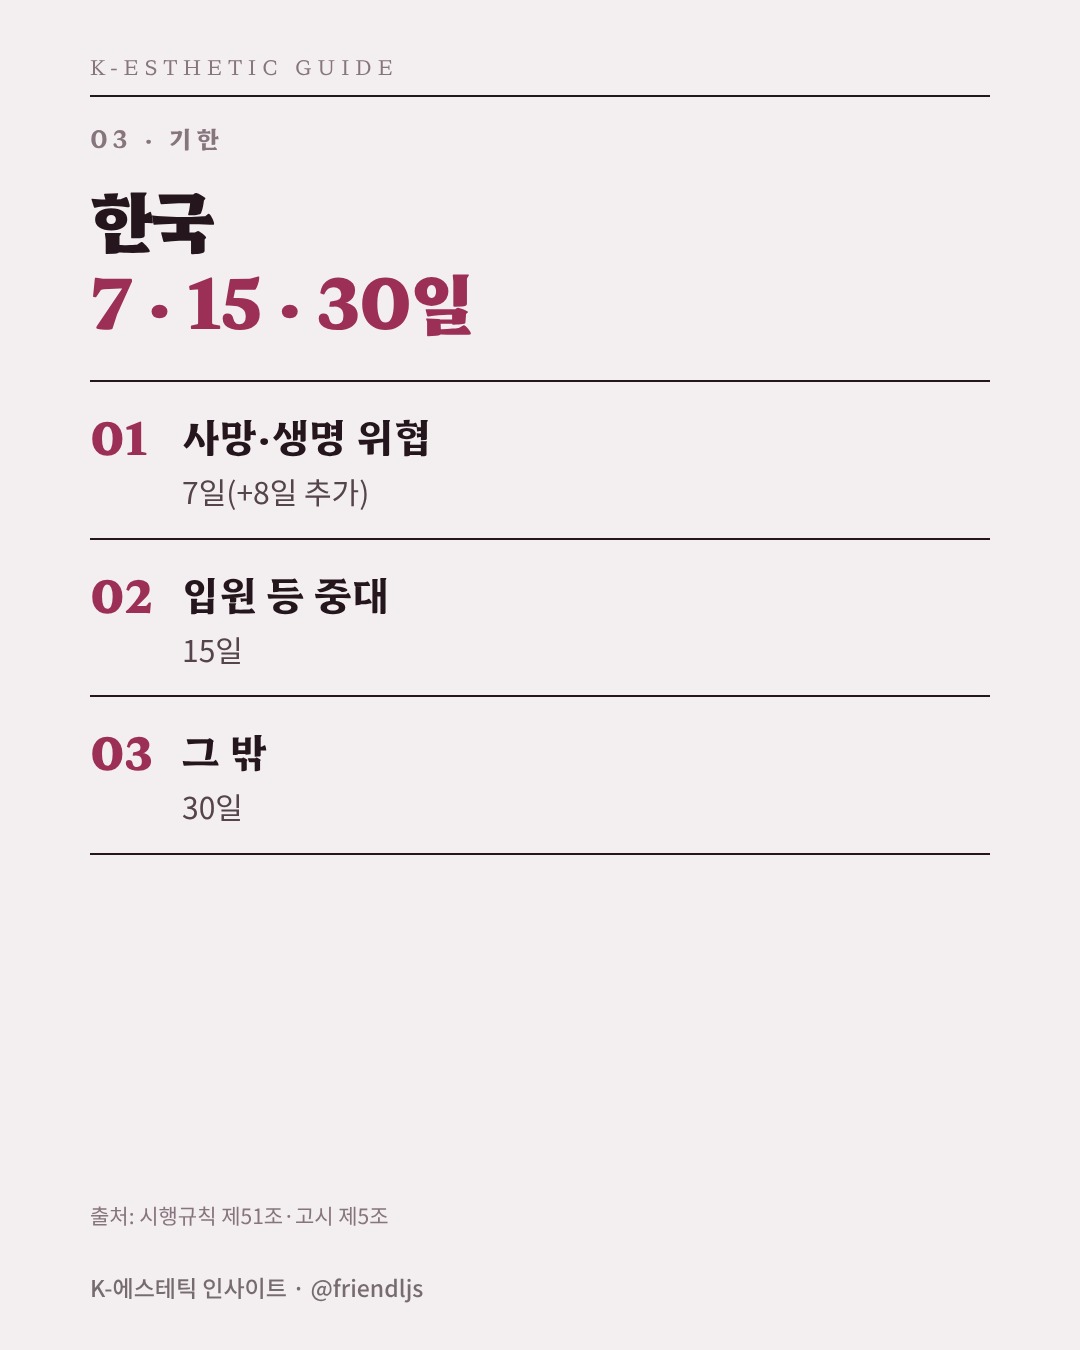 K-ESTHETIC GUIDE
03 · 기한
한국
7 · 15 · 30일
01 사망·생명 위협
7일(+8일 추가)
02 입원 등 중대
15일
03 그 밖
30일
출처: 시행규칙 제51조·고시 제5조
K-에스테틱 인사이트 · @friendljs